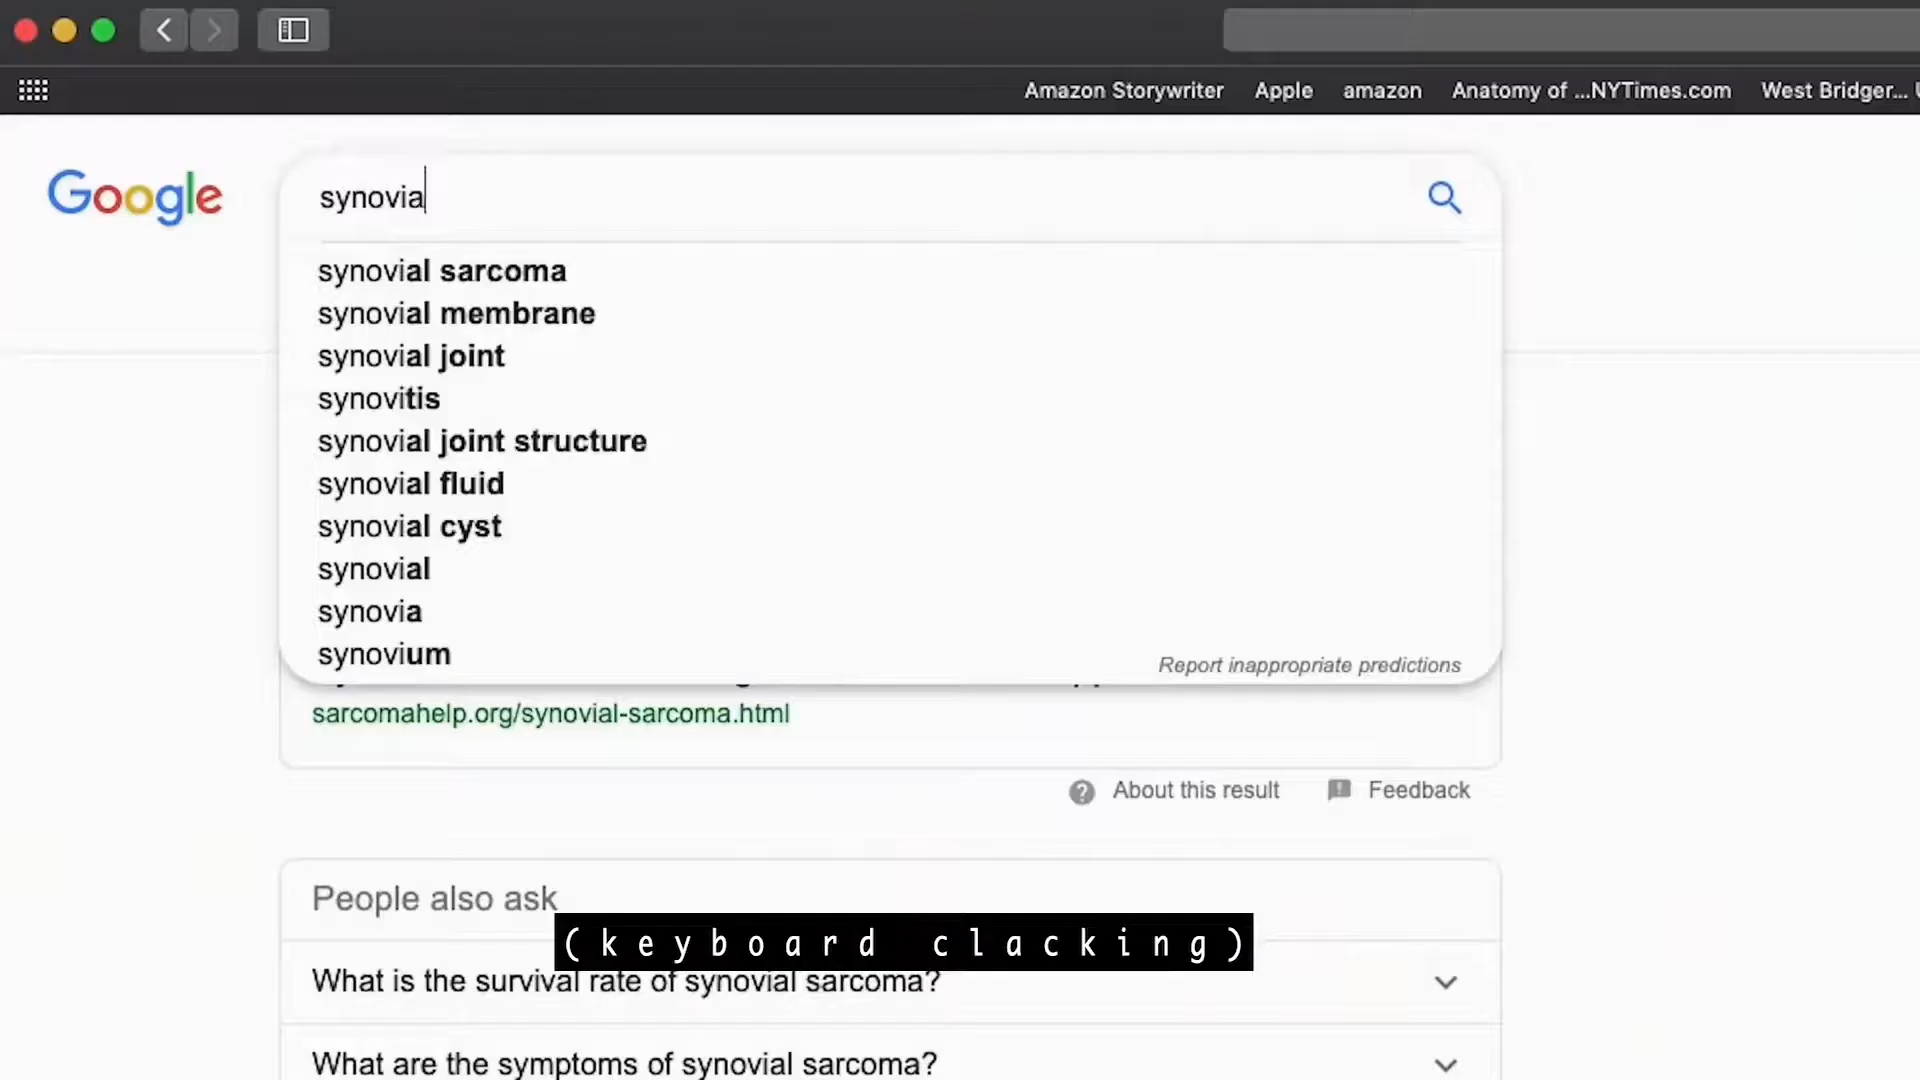 Amazon Storywriter Apple amazon Anatomy of ...NYTimes.com West Bridger...
Google
synovia
synovial sarcoma
synovial membrane
synovial joint
synovitis
synovial joint structure
synovial fluid
synovial cyst
synovial
synovia
synovium
Report inappropriate predictions
sarcomahelp.org/synovial-sarcoma.html
About this result Feedback
People also ask
(keyboard clacking)
What is the survival rate of synovial sarcoma?
What are the symptoms of synovial sarcoma?